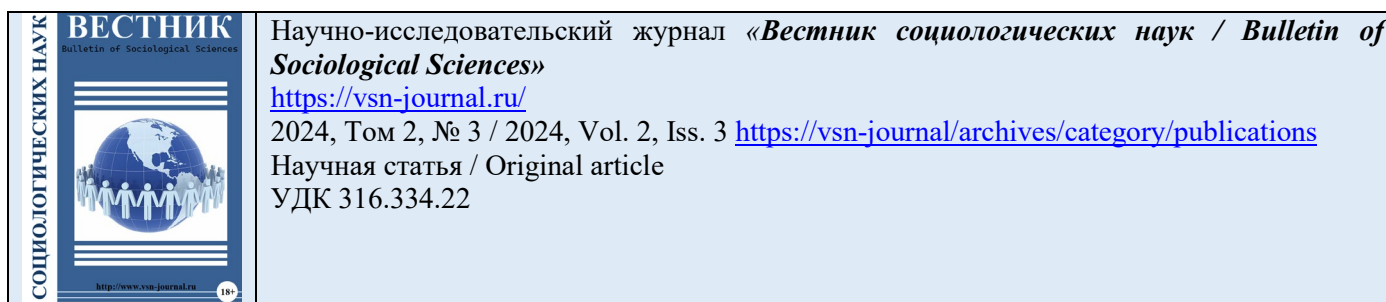 СОЦИОЛОГИЧЕСКИХ НАУК
ВЕСТНИК
Bulletin of Sociological Sciences
http://www.vsn-journal.ru
18+
Научно-исследовательский журнал «Вестник социологических наук / Bulletin of
Sociological Sciences»
https://vsn-journal.ru/
2024, Том 2, № 3 / 2024, Vol. 2, Iss. 3 https://vsn-journal/archives/category/publications
Научная статья / Original article
УДК 316.334.22